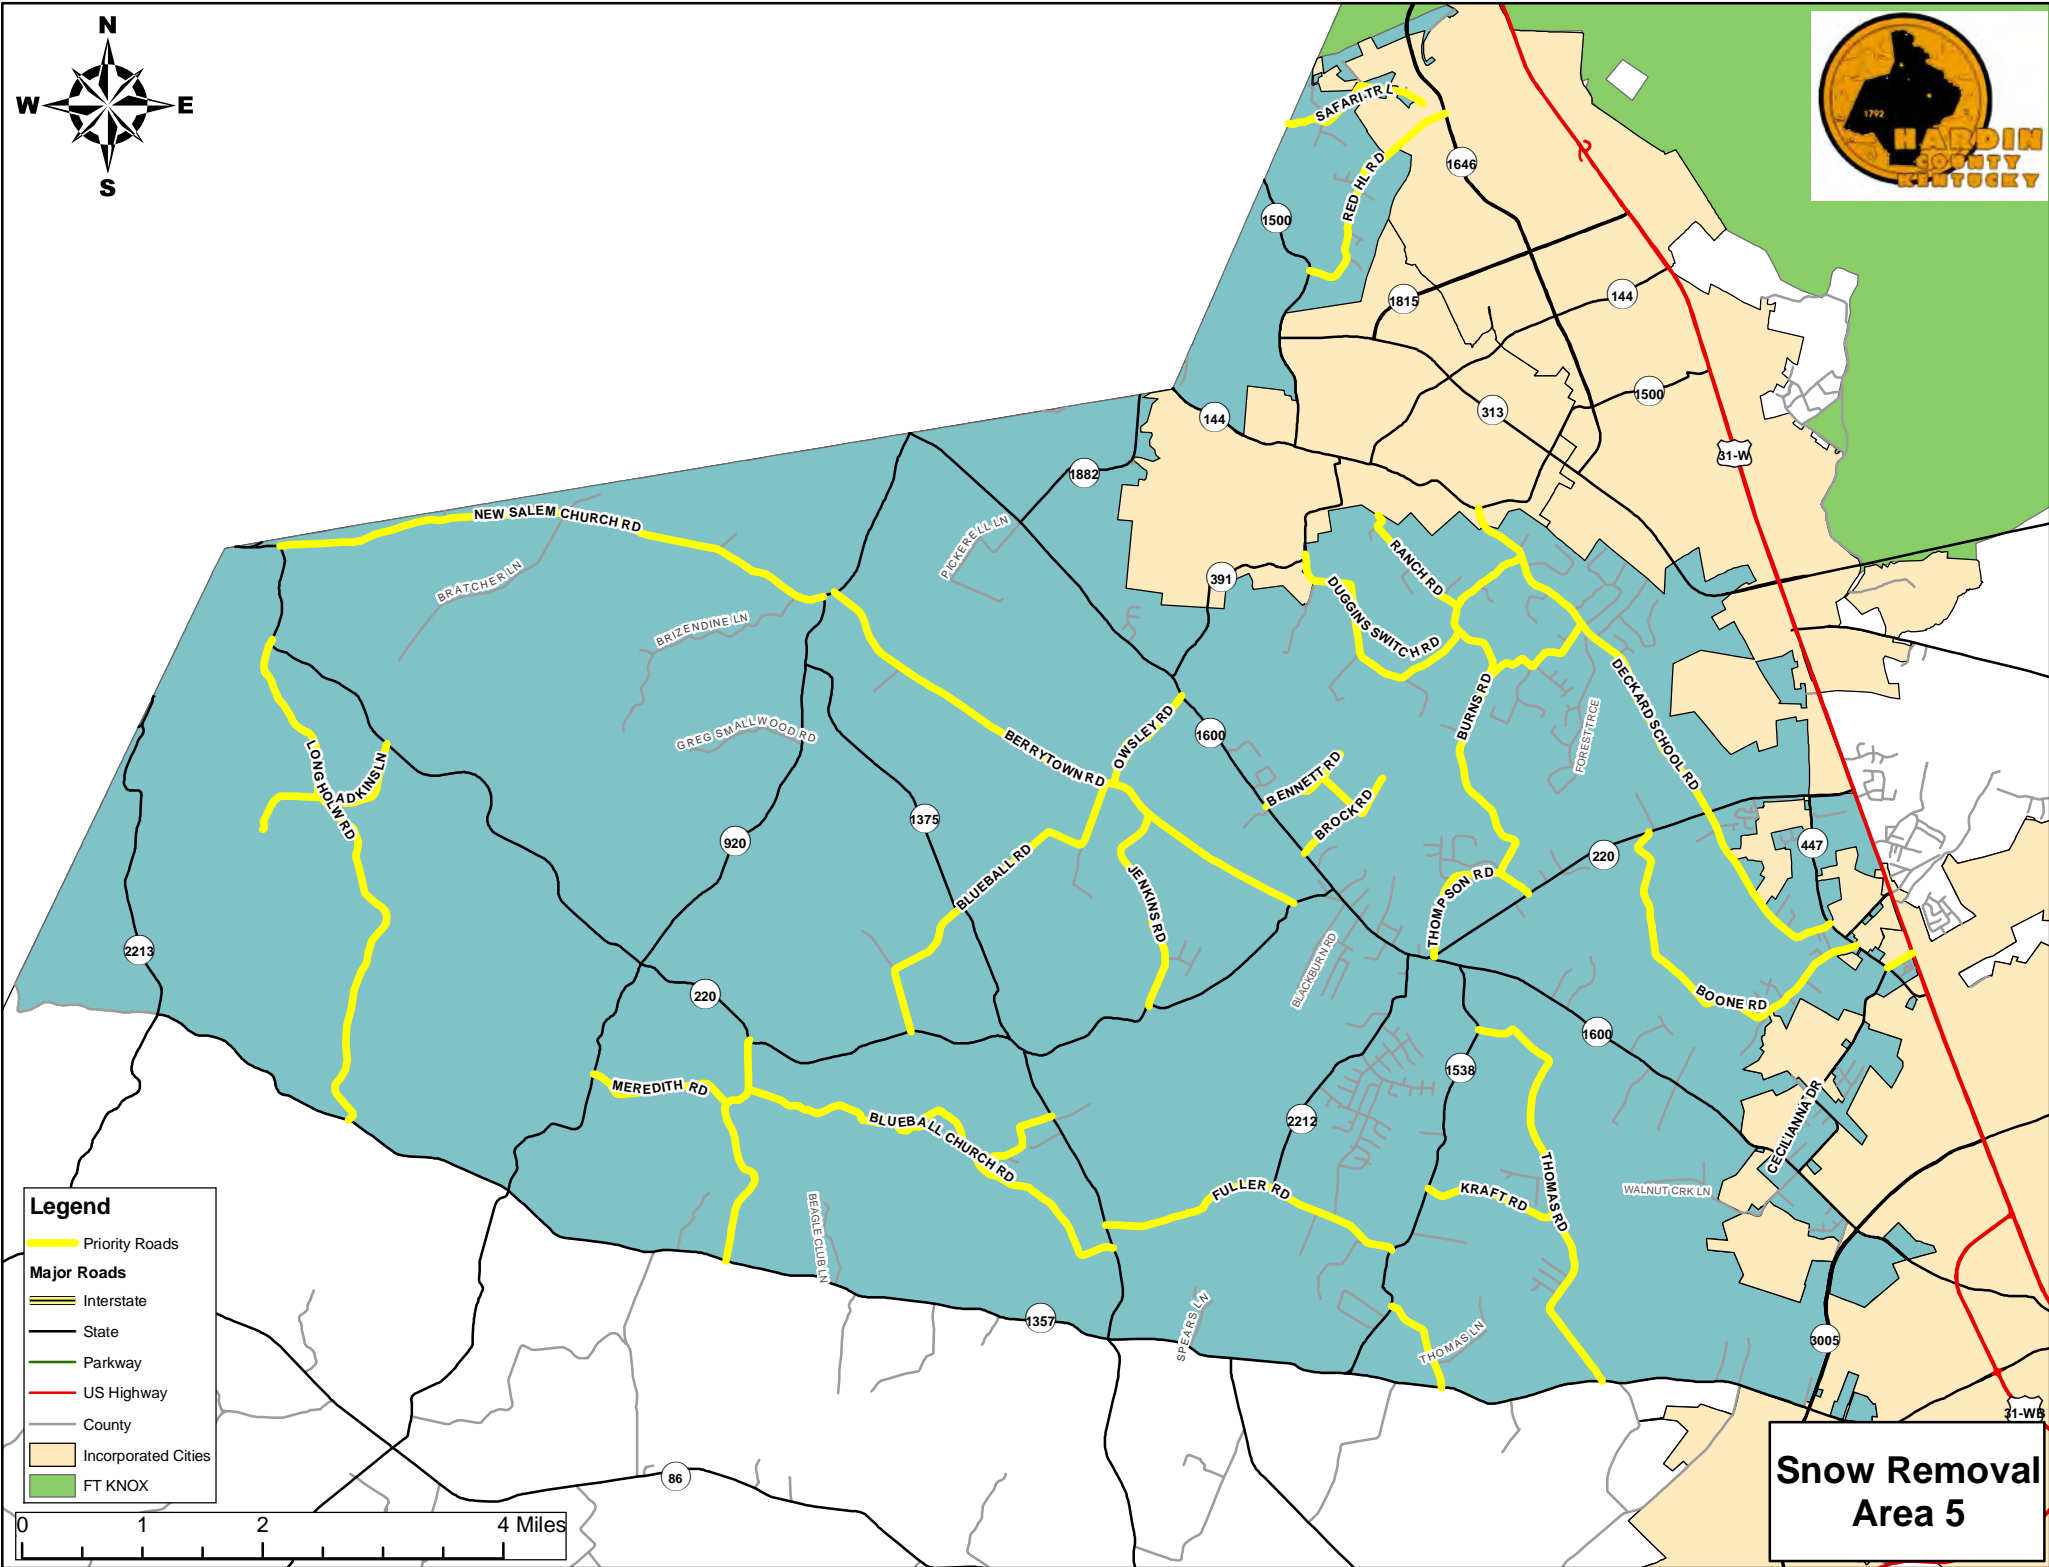 N
W
E
S
1792
HARDIN
COUNTY
KENTUCKY
SAFARI TRL
RED HL RD
1646
1500
1815
144
144
313
1500
31-W
1882
NEW SALEM CHURCH RD
PICKERELL LN
BRATCHER LN
BRIZENDINE LN
391
RANCH RD
DUGGINS SWITCH RD
GREG SMALLWOOD RD
BERRYTOWN RD
OWSLEY RD
1600
BURNS RD
FOREST TRCE
DECKARD SCHOOL RD
LONG HOLW RD
ADKINS LN
BENNETT RD
BROCK RD
920
1375
BLUEBALL RD
JENKINS RD
THOMPSON RD
220
447
2213
220
BLACKBURN RD
BOONE RD
1600
MEREDITH RD
BLUEBALL CHURCH RD
1538
2212
CECILIANNA DR
FULLER RD
KRAFT RD
THOMAS RD
WALNUT CRK LN
BEAGLE CLUB LN
1357
SPEARS LN
THOMAS LN
3005
31-WB
86
Legend
Priority Roads
Major Roads
Interstate
State
Parkway
US Highway
County
Incorporated Cities
FT KNOX
0 1 2 4 Miles
Snow Removal
Area 5